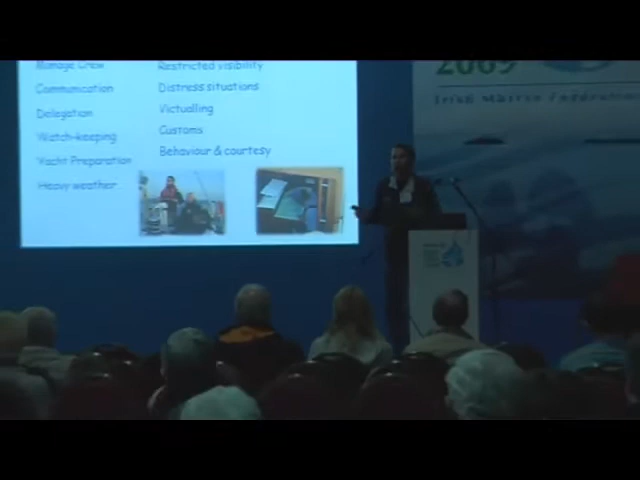 Manage Crew
Communication
Delegation
Watch-keeping
Yacht Preparation
Heavy weather
Restricted visibility
Distress situations
Victualling
Customs
Behaviour & courtesy
2009
Irish Marine Federation